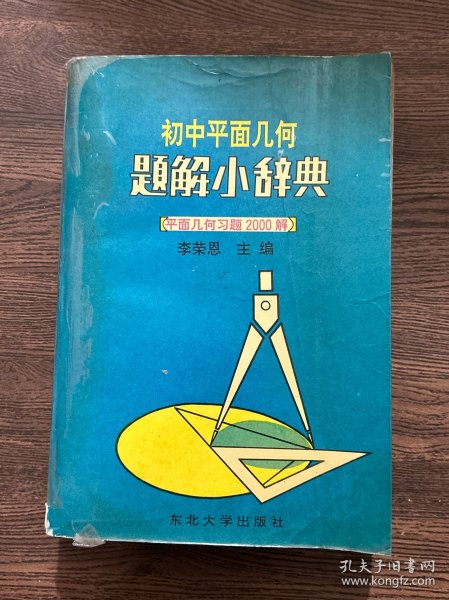 初中平面几何
題解小辞典
【平面几何习题2000解】
李荣恩 主编
东北大学出版社
孔夫子旧书网
www.kongfz.com